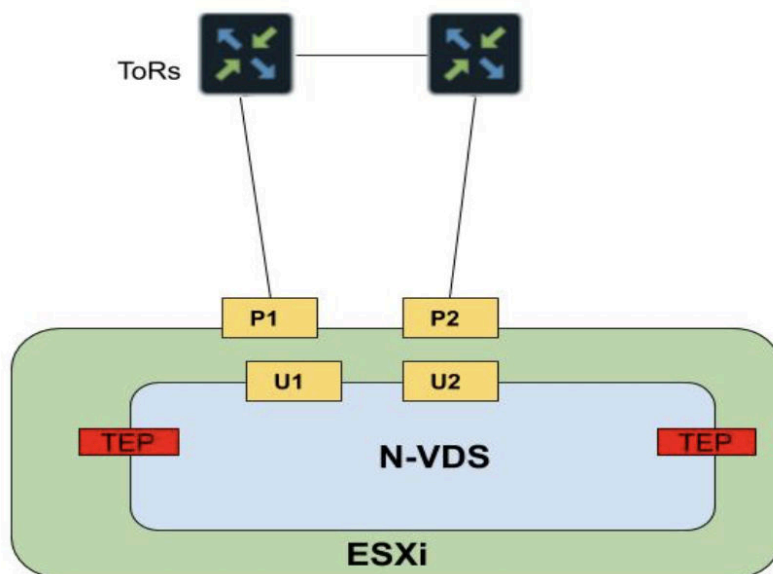 ToRs
P1
P2
U1
U2
TEP
TEP
N-VDS
ESXi